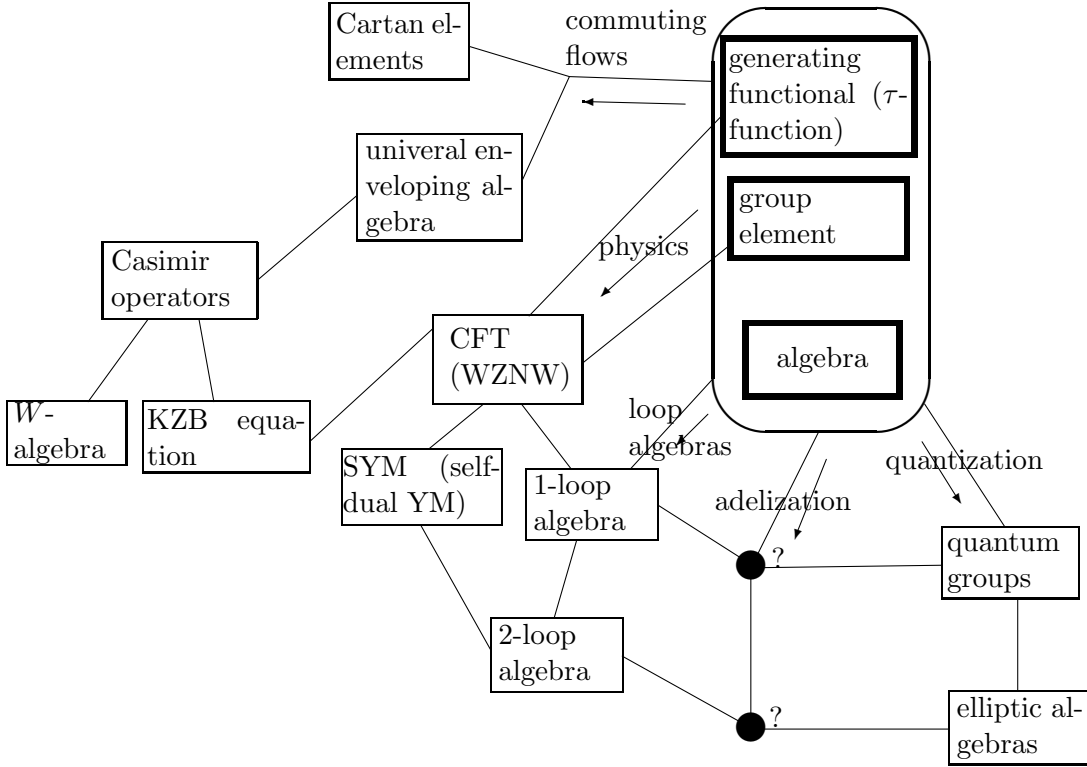 Cartan el-
ements
commuting
flows
generating
functional (τ-
function)
univeral en-
veloping al-
gebra
group
element
physics
Casimir
operators
CFT
(WZNW)
algebra
W-
algebra
KZB equa-
tion
loop
algebras
SYM (self-
dual YM)
1-loop
algebra
adelization
quantization
?
quantum
groups
2-loop
algebra
?
elliptic al-
gebras